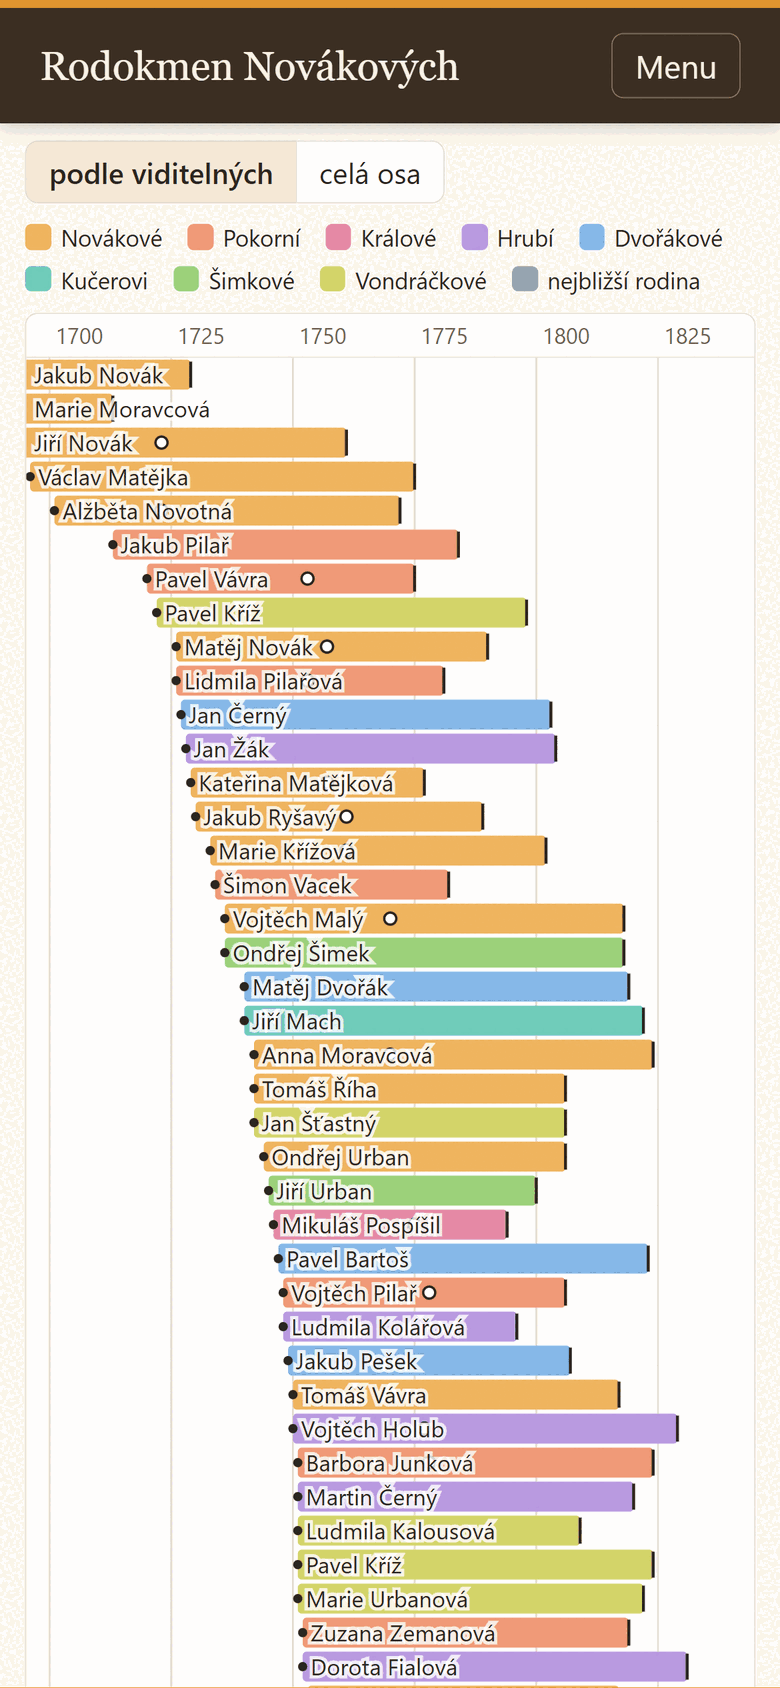 Rodokmen Novákových
Menu
podle viditelných
celá osa
Novákové
Pokorní
Králové
Hrubí
Dvořákové
Kučerovi
Šimkové
Vondráčkové
nejbližší rodina
1700 1725 1750 1775 1800 1825
Jakub Novák
Marie Moravcová
Jiří Novák
Václav Matějka
Alžběta Novotná
Jakub Pilař
Pavel Vávra
Pavel Kříž
Matěj Novák
Lidmila Pilařová
Jan Černý
Jan Žák
Kateřina Matějková
Jakub Ryšavý
Marie Křížová
Šimon Vacek
Vojtěch Malý
Ondřej Šimek
Matěj Dvořák
Jiří Mach
Anna Moravcová
Tomáš Říha
Jan Šťastný
Ondřej Urban
Jiří Urban
Mikuláš Pospíšil
Pavel Bartoš
Vojtěch Pilař
Ludmila Kolářová
Jakub Pešek
Tomáš Vávra
Vojtěch Holub
Barbora Junková
Martin Černý
Ludmila Kalousová
Pavel Kříž
Marie Urbanová
Zuzana Zemanová
Dorota Fialová